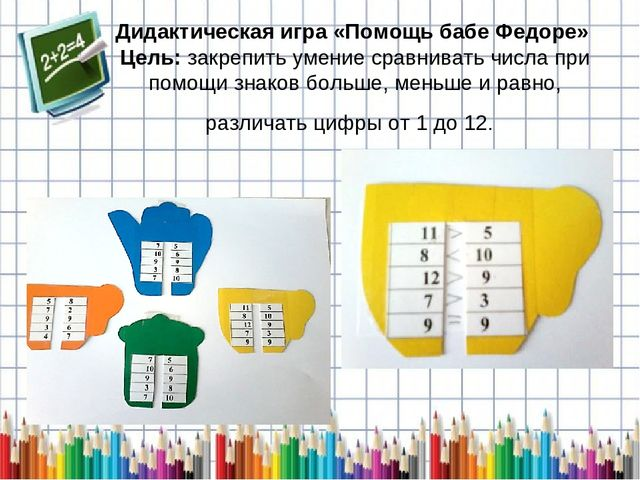 2+2=4
Дидактическая игра «Помощь бабе Федоре»
Цель: закрепить умение сравнивать числа при
помощи знаков больше, меньше и равно,
различать цифры от 1 до 12.
7 5
10 6
9 9
3 8
7 10
5 8
7 2
9 9
3 6
4 7
11 5
8 10
12 9
7 3
9 9
7 5
10 6
9 9
3 8
7 10
11 > 5
8 < 10
12 > 9
7 > 3
9 = 9